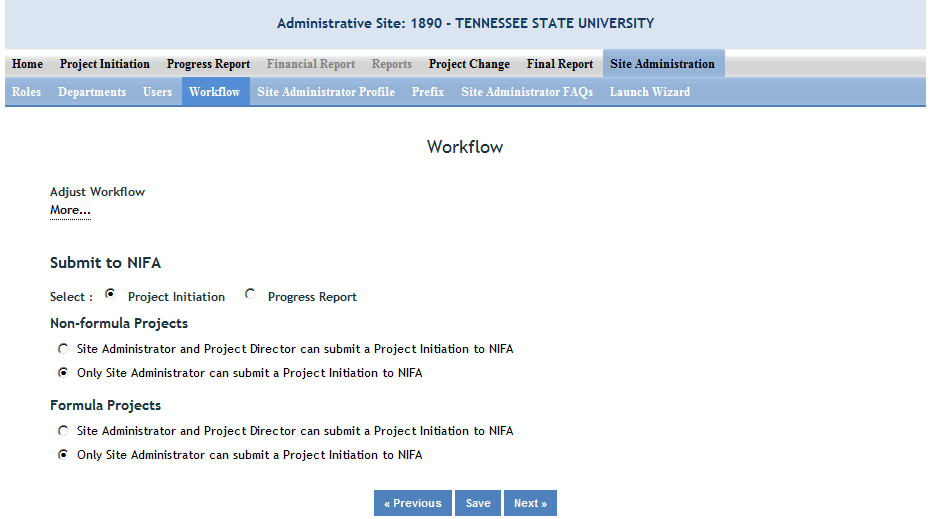 Administrative Site: 1890 - TENNESSEE STATE UNIVERSITY
Home Project Initiation Progress Report Financial Report Reports Project Change Final Report Site Administration
Roles Departments Users Workflow Site Administrator Profile Prefix Site Administrator FAQs Launch Wizard
Workflow
Adjust Workflow
More...
Submit to NIFA
Select : Project Initiation Progress Report
Non-formula Projects
Site Administrator and Project Director can submit a Project Initiation to NIFA
Only Site Administrator can submit a Project Initiation to NIFA
Formula Projects
Site Administrator and Project Director can submit a Project Initiation to NIFA
Only Site Administrator can submit a Project Initiation to NIFA
« Previous Save Next »